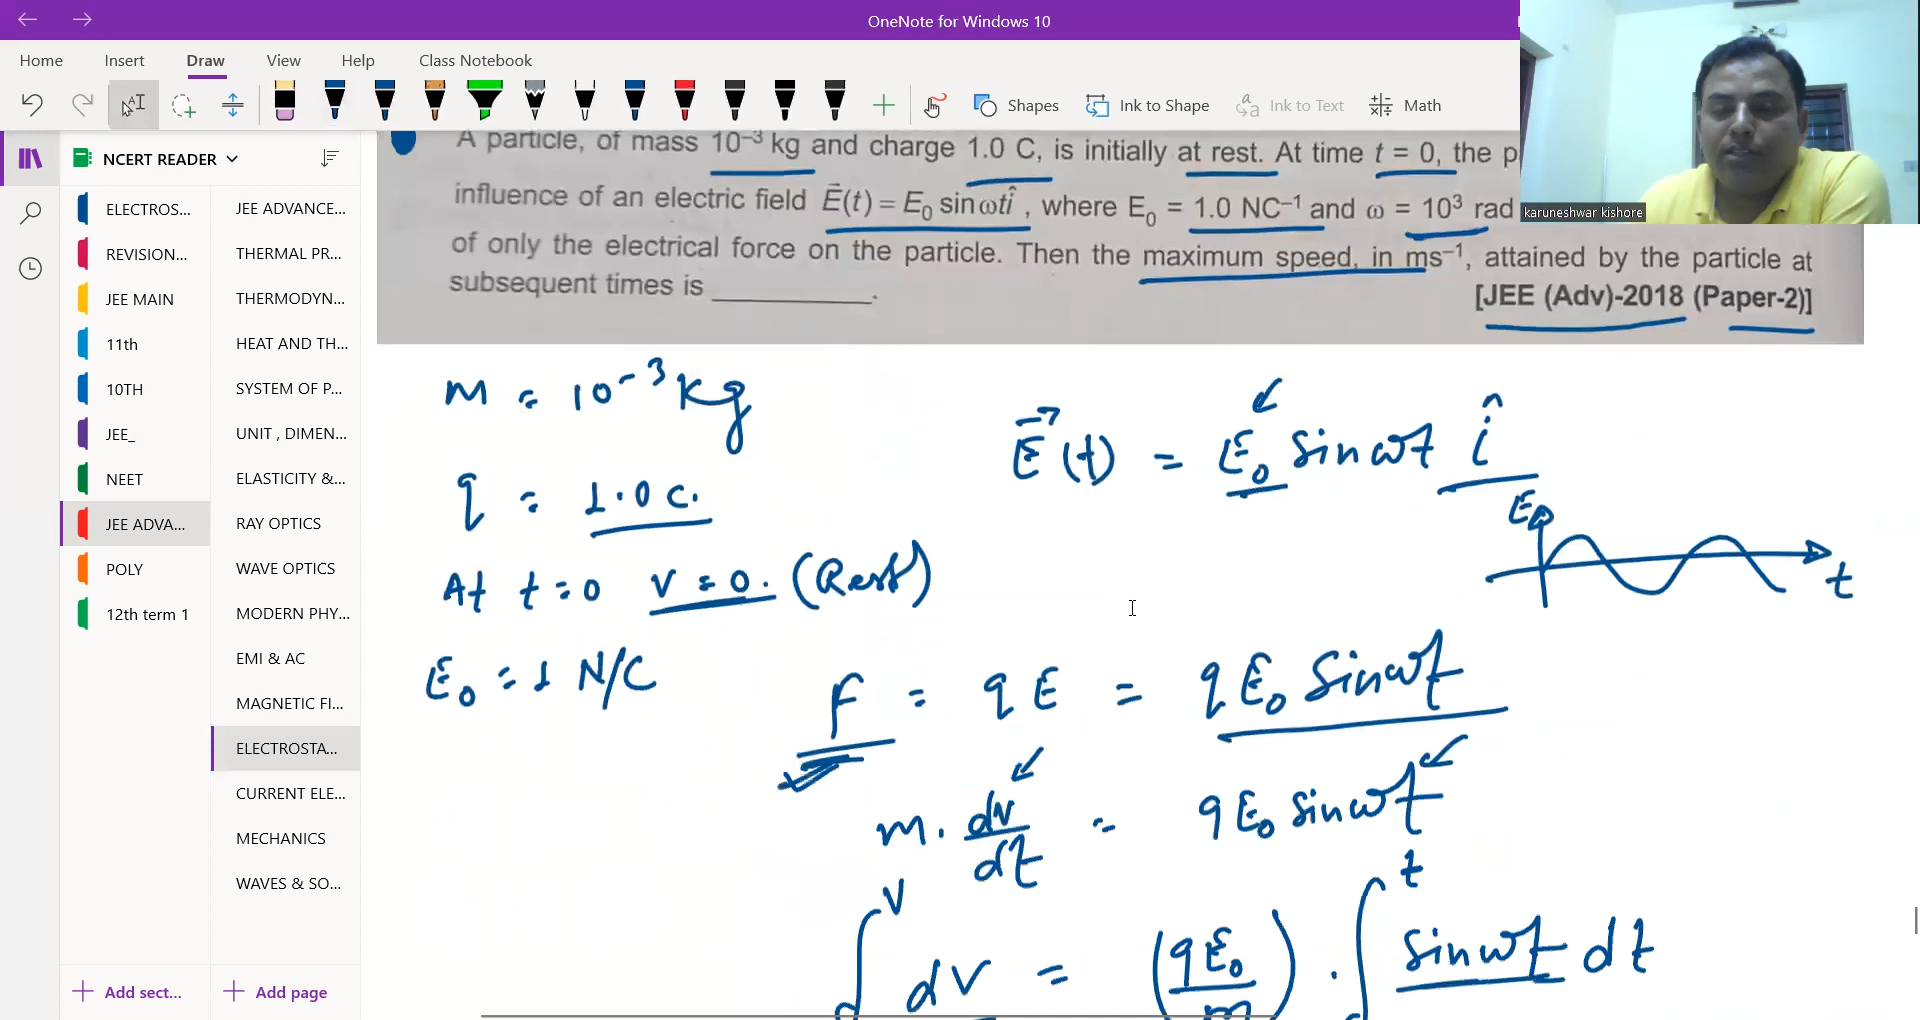 OneNote for Windows 10
Home Insert Draw View Help Class Notebook
Shapes Ink to Shape Ink to Text Math
NCERT READER
ELECTROS...
REVISION...
JEE MAIN
11th
10TH
JEE_
NEET
JEE ADVA...
POLY
12th term 1
Add sect...
JEE ADVANCE...
THERMAL PR...
THERMODYN...
HEAT AND TH...
SYSTEM OF P...
UNIT , DIMEN...
ELASTICITY &...
RAY OPTICS
WAVE OPTICS
MODERN PHY...
EMI & AC
MAGNETIC FI...
ELECTROSTA...
CURRENT ELE...
MECHANICS
WAVES & SO...
Add page
karuneshwar kishore
A particle, of mass 10⁻³ kg and charge 1.0 C, is initially at rest. At time t = 0, the p
influence of an electric field E⃗(t) = E₀ sinωt î, where E₀ = 1.0 NC⁻¹ and ω = 10³ rad
of only the electrical force on the particle. Then the maximum speed, in ms⁻¹, attained by the particle at
subsequent times is __________.
[JEE (Adv)-2018 (Paper-2)]
m = 10⁻³ kg
q = 1.0 C.
At t=0 v=0. (Rest)
E₀ = 1 N/C
E⃗(t) = E₀ sin ωt î
t
F = qE = qE₀ Sinωt
m. dv/dt = qE₀ sinωt
∫ᵛ dv = (qE₀/m) . ∫ᵗ sinωt dt